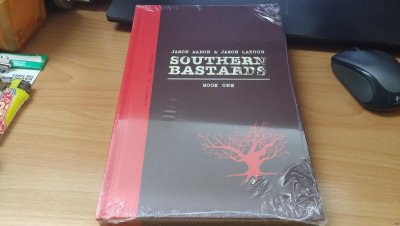 JASON AARON & JASON LATOUR
SOUTHERN
BASTARDS
BOOK ONE